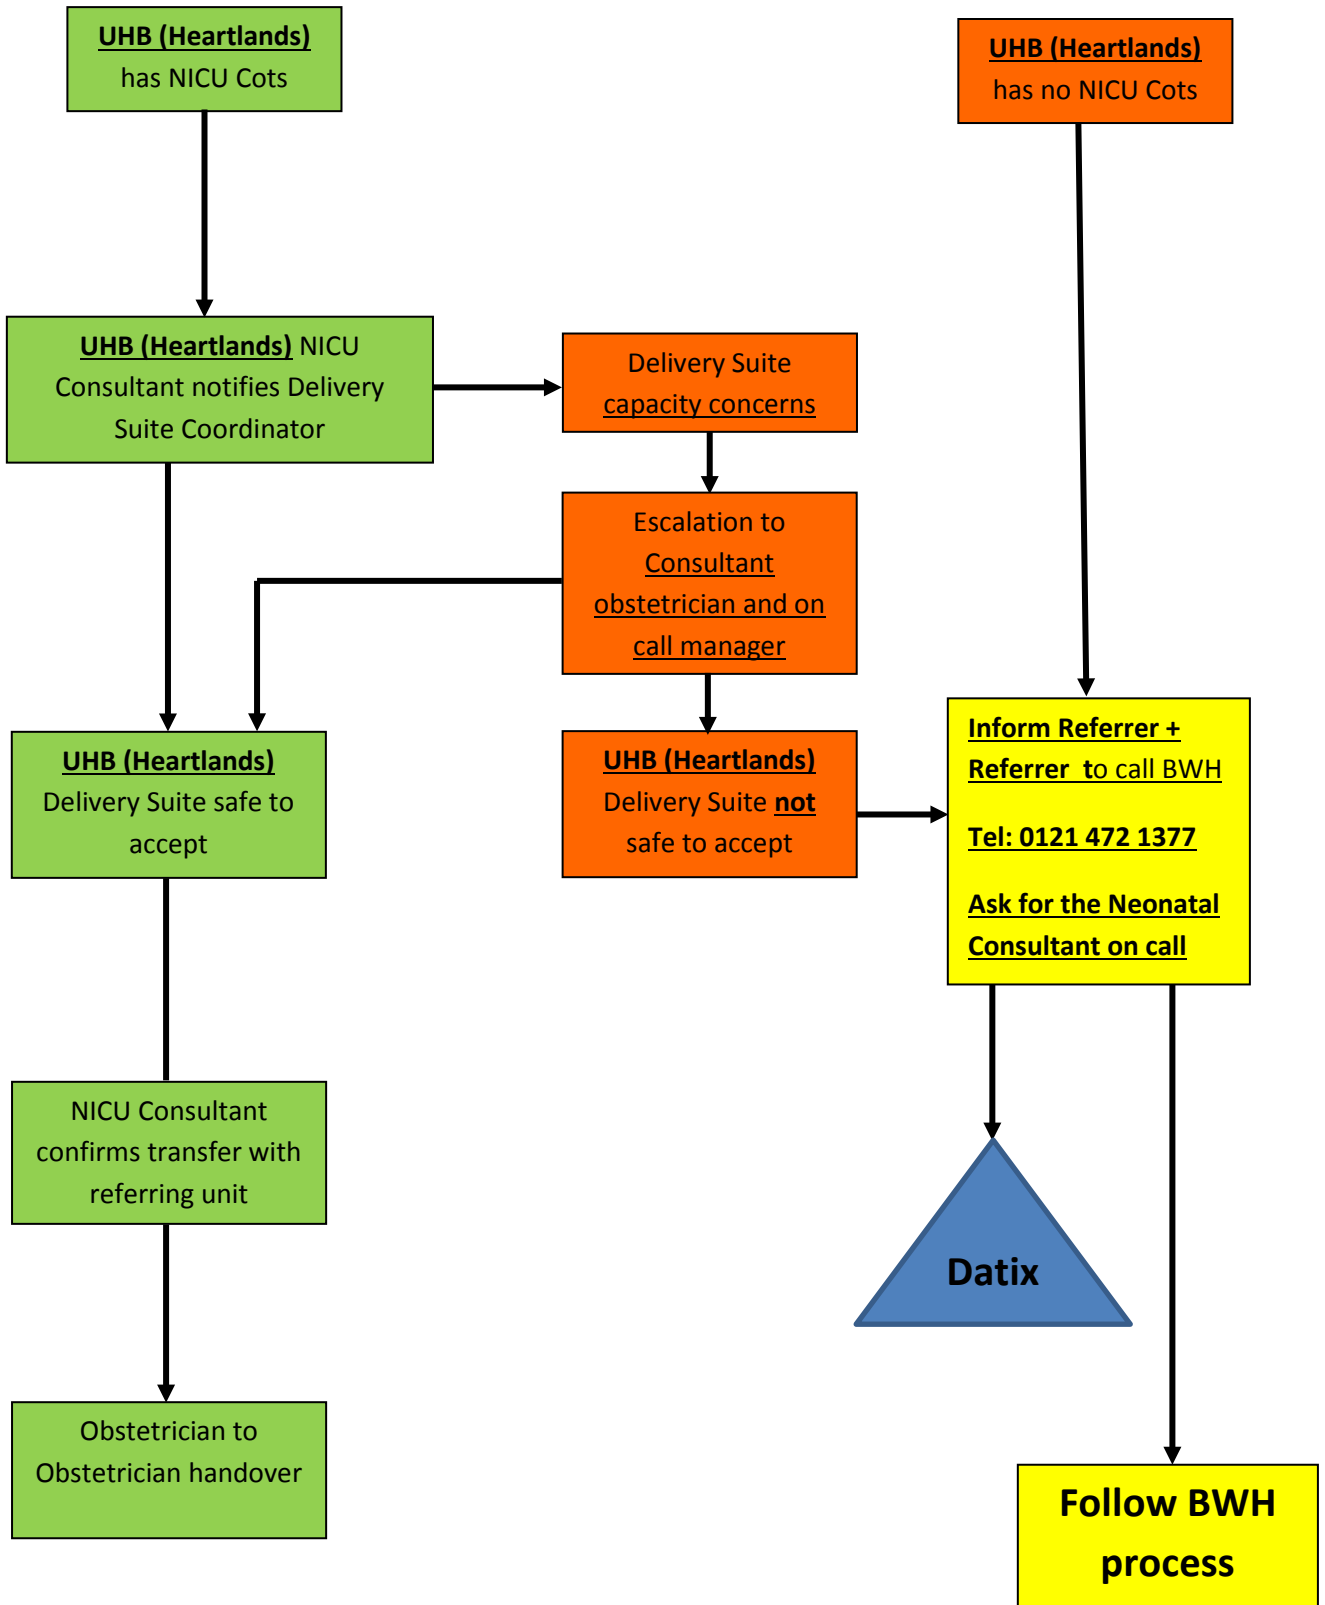 UHB (Heartlands)
has NICU Cots
UHB (Heartlands)
has no NICU Cots
UHB (Heartlands) NICU
Consultant notifies Delivery
Suite Coordinator
Delivery Suite
capacity concerns
Escalation to
Consultant
obstetrician and on
call manager
UHB (Heartlands)
Delivery Suite safe to
accept
UHB (Heartlands)
Delivery Suite not
safe to accept
Inform Referrer +
Referrer to call BWH
Tel: 0121 472 1377
Ask for the Neonatal
Consultant on call
NICU Consultant
confirms transfer with
referring unit
Datix
Obstetrician to
Obstetrician handover
Follow BWH
process